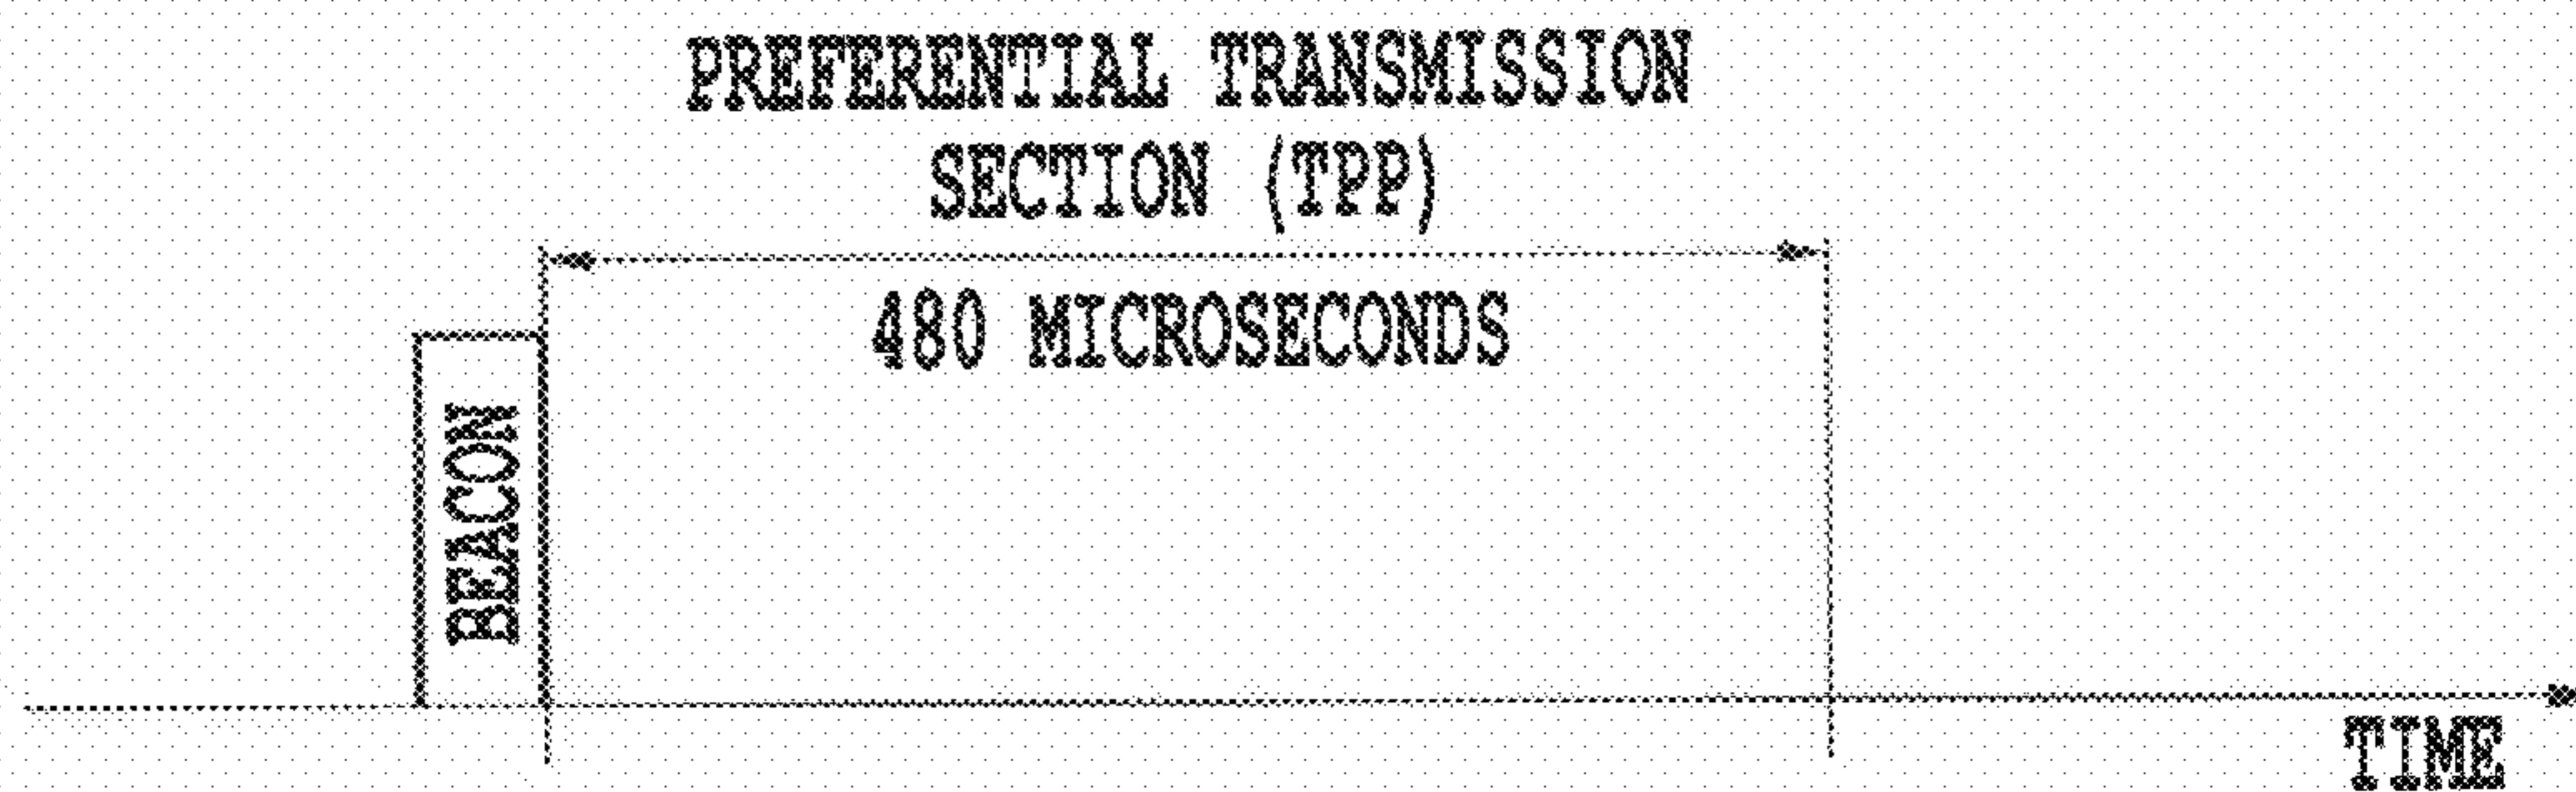 PREFERENTIAL TRANSMISSION
SECTION (TPP)
480 MICROSECONDS
BEACON
TIME